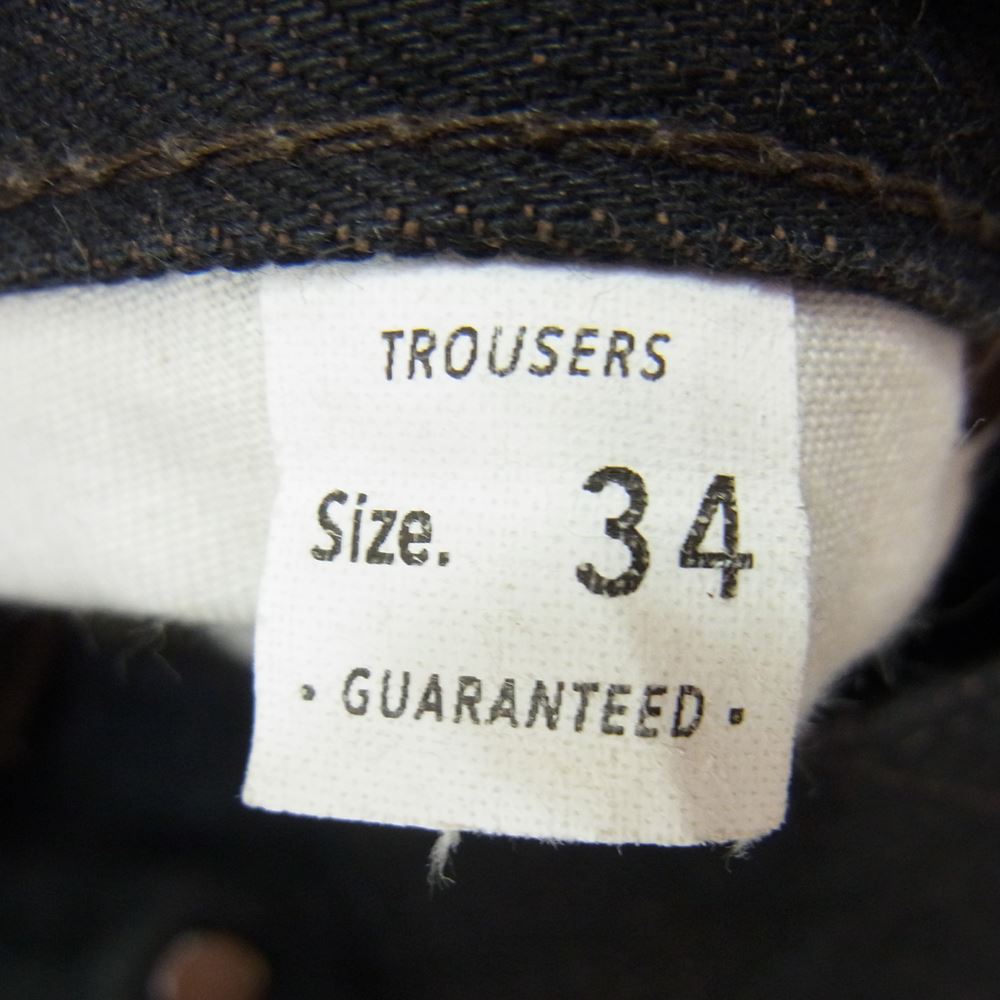 TROUSERS
Size. 34
· GUARANTEED ·